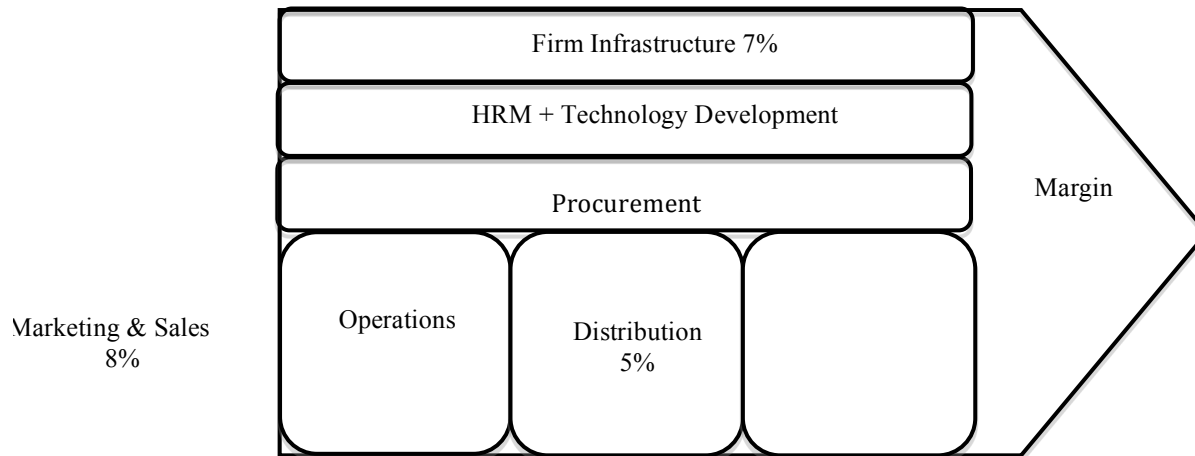 Firm Infrastructure 7%
HRM + Technology Development
Procurement
Margin
Operations
Marketing & Sales
8%
Distribution
5%